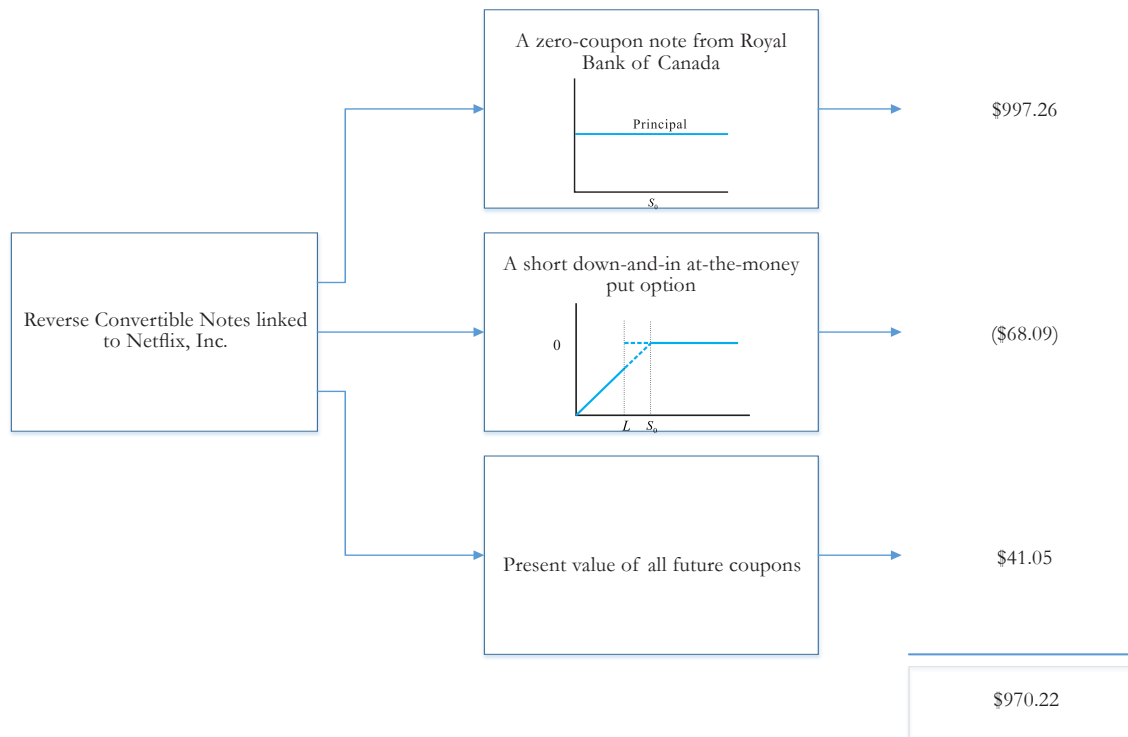 A zero-coupon note from Royal
Bank of Canada
Principal
S₀
$997.26
Reverse Convertible Notes linked
to Netflix, Inc.
A short down-and-in at-the-money
put option
0
L S₀
($68.09)
Present value of all future coupons
$41.05
$970.22